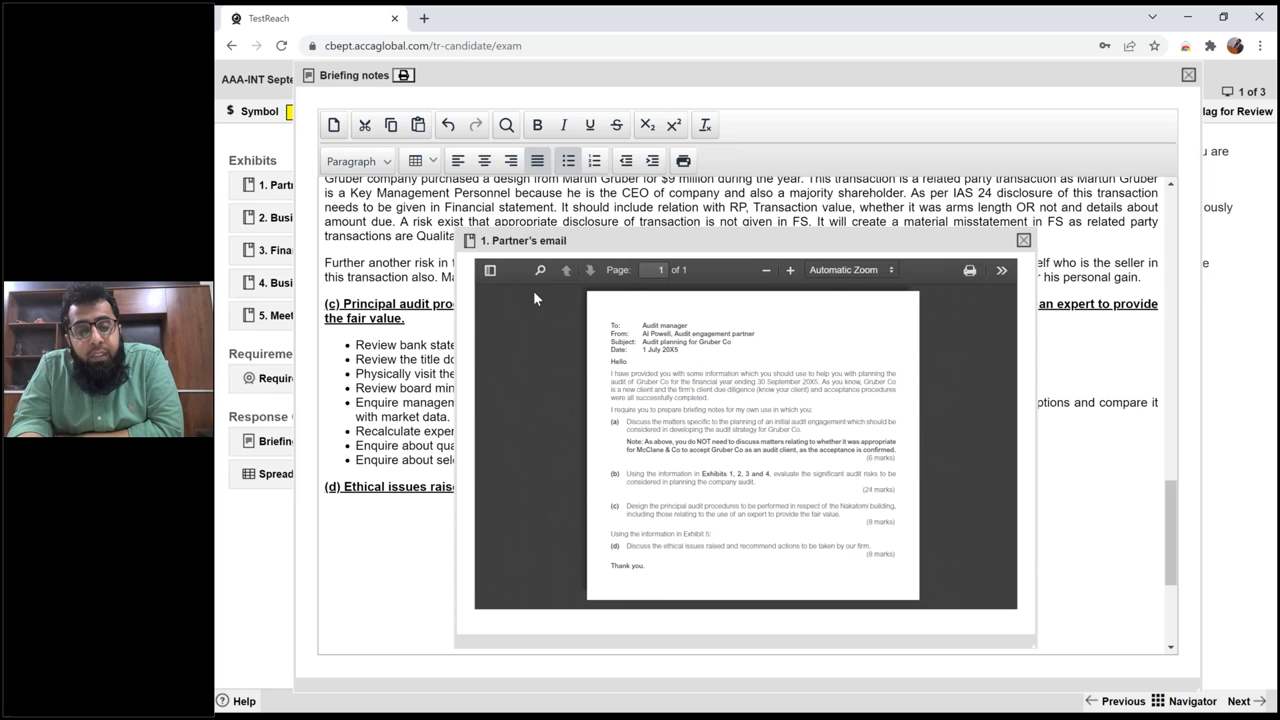 TestReach
cbept.accaglobal.com/tr-candidate/exam
AAA-INT Septe
Briefing notes
1 of 3
$ Symbol
lag for Review
Paragraph
Exhibits
1. Partn
2. Busi
3. Finan
4. Busi
5. Meet
Requireme
Require
Response O
Briefing
Spread
u are
ously
e
Gruber company purchased a design from Martin Gruber for $9 million during the year. This transaction is a related party transaction as Martin Gruber
is a Key Management Personnel because he is the CEO of company and also a majority shareholder. As per IAS 24 disclosure of this transaction
needs to be given in Financial statement. It should include relation with RP, Transaction value, whether it was arms length OR not and details about
amount due. A risk exist that appropriate disclosure of transaction is not given in FS. It will create a material misstatement in FS as related party
transactions are Qualita
Further another risk in t elf who is the seller in
this transaction also. Ma r his personal gain.
(c) Principal audit pro an expert to provide
the fair value.
• Review bank state
• Review the title do
• Physically visit the
• Review board min
• Enquire managem ptions and compare it
with market data.
• Recalculate exper
• Enquire about qua
• Enquire about sele
(d) Ethical issues rais
1. Partner's email
Page: 1 of 1
Automatic Zoom
To: Audit manager
From: Al Powell, Audit engagement partner
Subject: Audit planning for Gruber Co
Date: 1 July 20X5
Hello
I have provided you with some information which you should use to help you with planning the
audit of Gruber Co for the financial year ending 30 September 20X5. As you know, Gruber Co
is a new client and the firm's client due diligence (know your client) and acceptance procedures
were all successfully completed.
I require you to prepare briefing notes for my own use in which you:
(a) Discuss the matters specific to the planning of an initial audit engagement which should be
considered in developing the audit strategy for Gruber Co.
Note: As above, you do NOT need to discuss matters relating to whether it was appropriate
for McClane & Co to accept Gruber Co as an audit client, as the acceptance is confirmed.
(6 marks)
(b) Using the information in Exhibits 1, 2, 3 and 4, evaluate the significant audit risks to be
considered in planning the company audit.
(24 marks)
(c) Design the principal audit procedures to be performed in respect of the Nakatomi building,
including those relating to the use of an expert to provide the fair value.
(8 marks)
Using the information in Exhibit 5:
(d) Discuss the ethical issues raised and recommend actions to be taken by our firm.
(8 marks)
Thank you.
Help
Previous
Navigator
Next